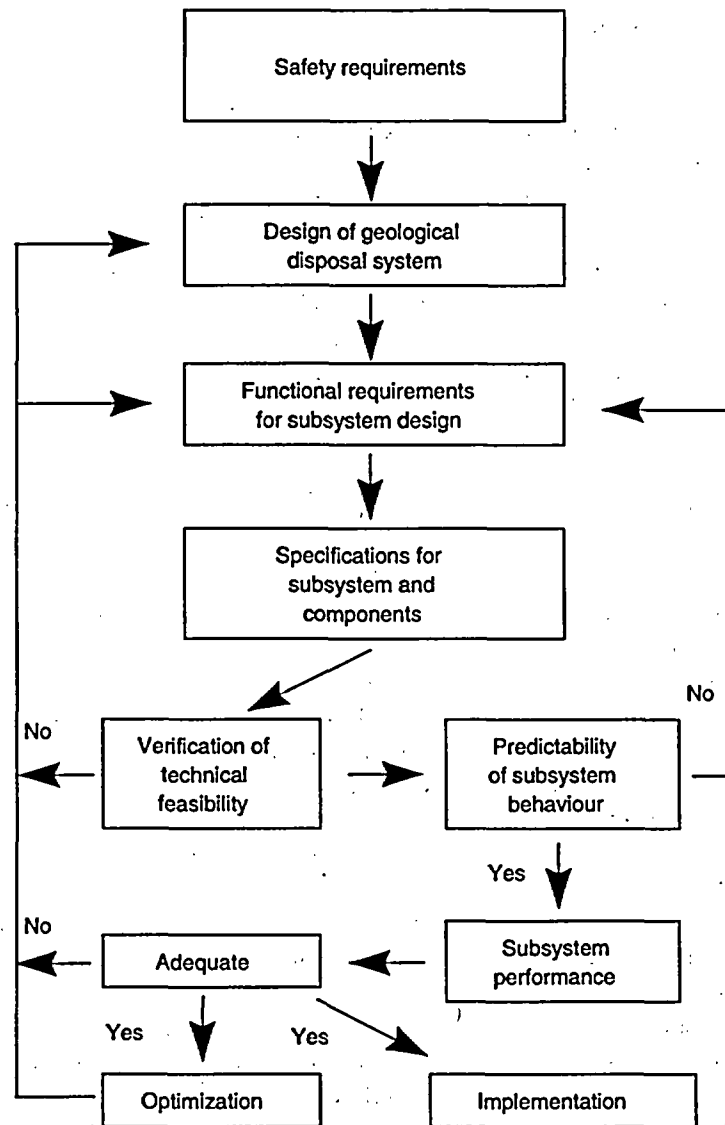 Safety requirements
Design of geological
disposal system
Functional requirements
for subsystem design
Specifications for
subsystem and
components
No
No
Verification of
technical
feasibility
Predictability
of subsystem
behaviour
Yes
No
Adequate
Subsystem
performance
Yes
Yes
Optimization
Implementation